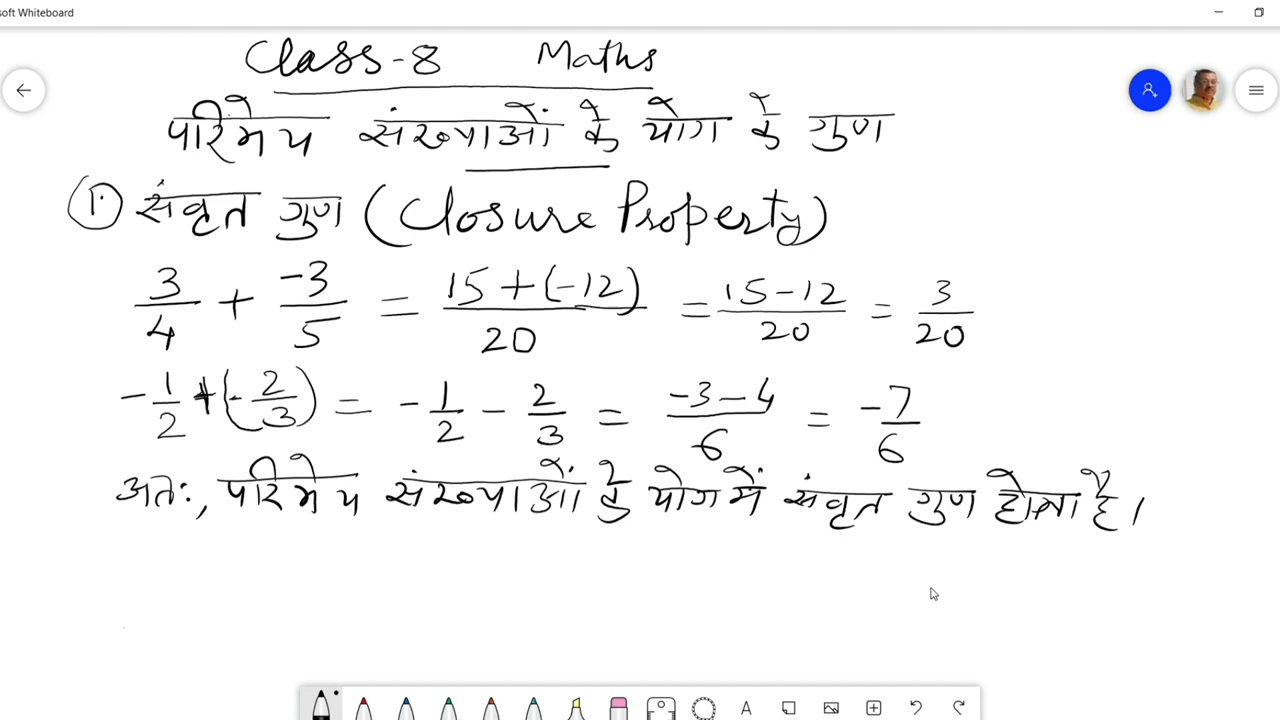 soft Whiteboard
Class-8 Maths
परिमेय संख्याओं के योग के गुण
1. संवृत गुण (Closure Property)
3/4 + -3/5 = 15+(-12)/20 = 15-12/20 = 3/20
-1/2 + (-2/3) = -1/2 - 2/3 = -3-4/6 = -7/6
अतः, परिमेय संख्याओं के योग में संवृत गुण होता है।
A